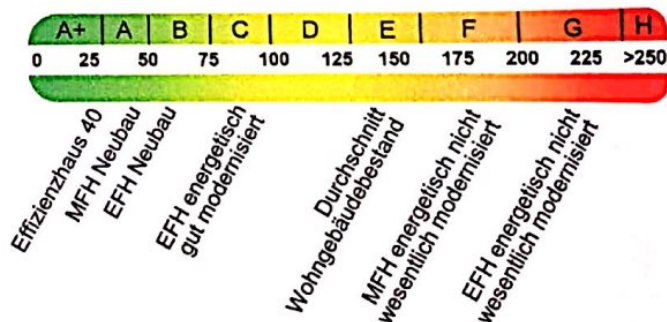 A+ A B C D E F G H
0 25 50 75 100 125 150 175 200 225 >250
Effizienzhaus 40
MFH Neubau
EFH Neubau
EFH energetisch
gut modernisiert
Durchschnitt
Wohngebäudebestand
MFH energetisch nicht
wesentlich modernisiert
EFH energetisch nicht
wesentlich modernisiert